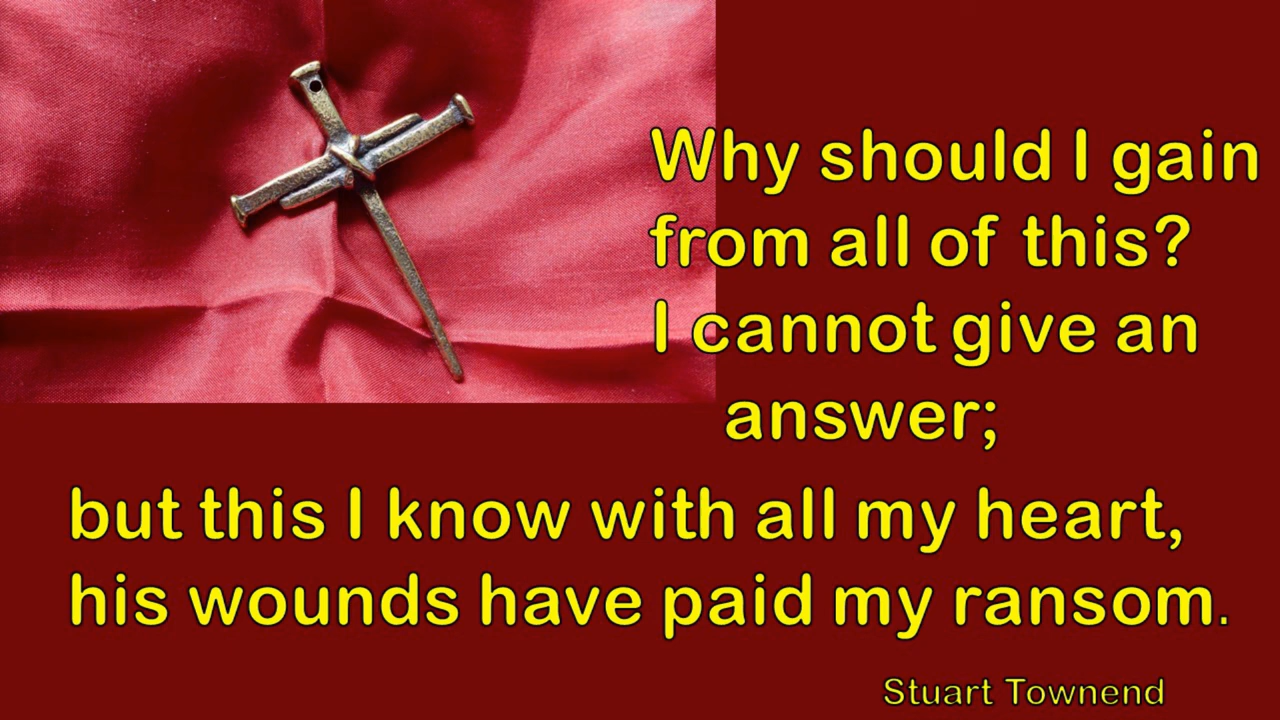 Why should I gain
from all of this?
I cannot give an
answer;
but this I know with all my heart,
his wounds have paid my ransom.
Stuart Townend